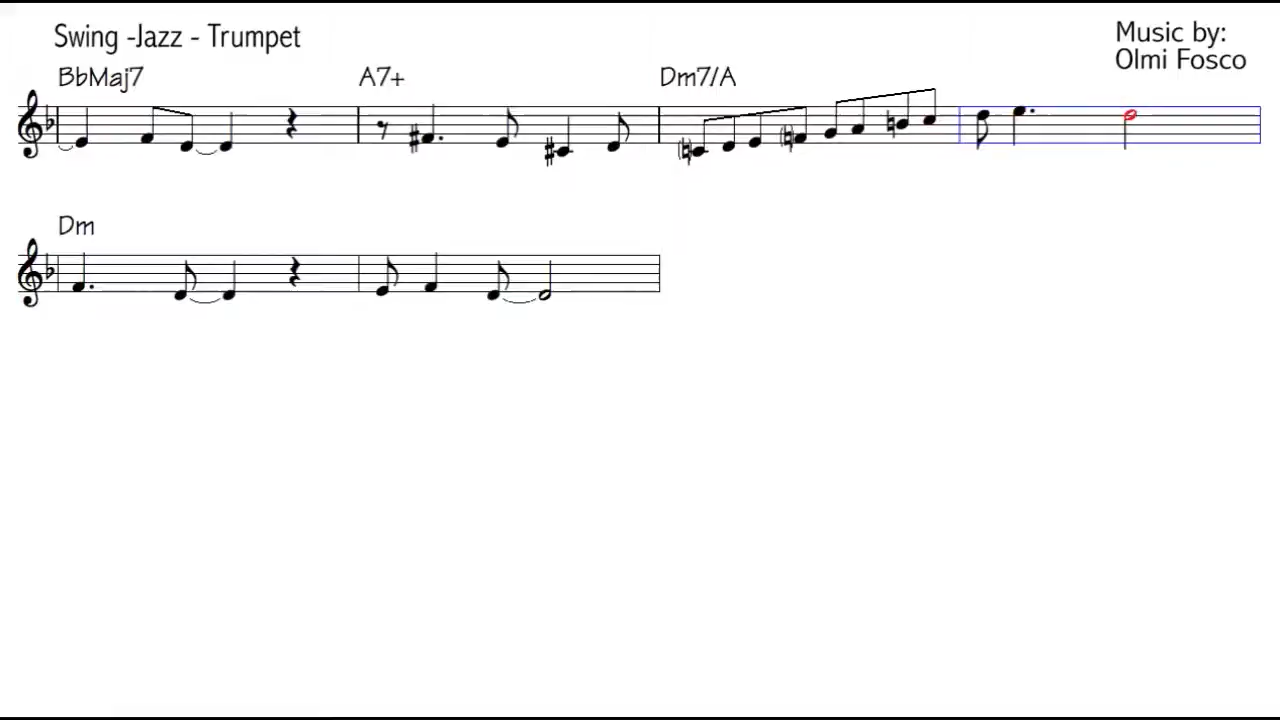 Swing -Jazz - Trumpet
Music by:
Olmi Fosco
BbMaj7 A7+ Dm7/A
Dm